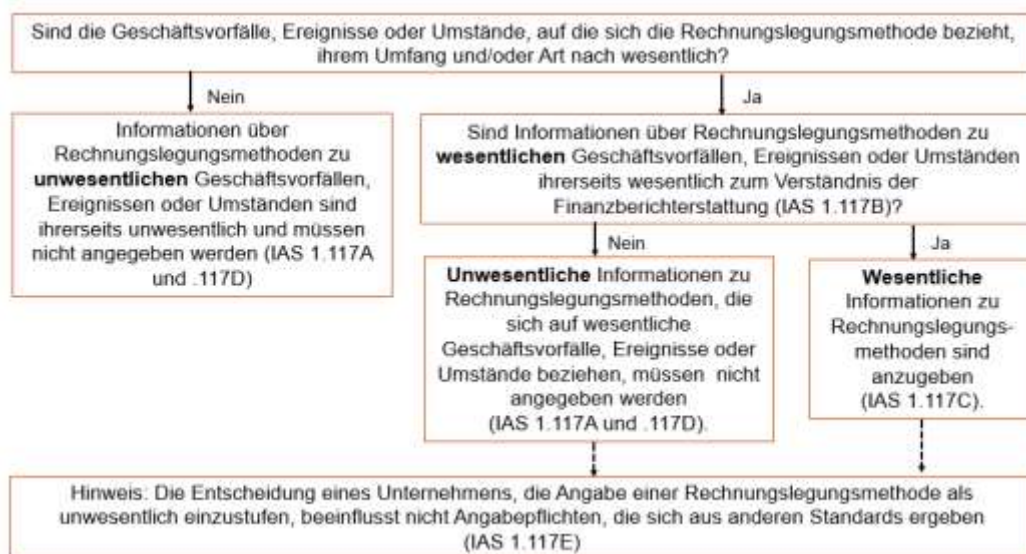 Sind die Geschäftsvorfälle, Ereignisse oder Umstände, auf die sich die Rechnungslegungsmethode bezieht,
ihrem Umfang und/oder Art nach wesentlich?
Nein
Ja
Informationen über
Rechnungslegungsmethoden zu
unwesentlichen Geschäftsvorfällen,
Ereignissen oder Umständen sind
ihrerseits unwesentlich und müssen
nicht angegeben werden (IAS 1.117A
und .117D)
Sind Informationen über Rechnungslegungsmethoden zu
wesentlichen Geschäftsvorfällen, Ereignissen oder Umständen
ihrerseits wesentlich zum Verständnis der
Finanzberichterstattung (IAS 1.117B)?
Nein
Ja
Unwesentliche Informationen zu
Rechnungslegungsmethoden, die
sich auf wesentliche
Geschäftsvorfälle, Ereignisse oder
Umstände beziehen, müssen nicht
angegeben werden
(IAS 1.117A und .117D).
Wesentliche
Informationen zu
Rechnungslegungs-
methoden sind
anzugeben
(IAS 1.117C).
Hinweis: Die Entscheidung eines Unternehmens, die Angabe einer Rechnungslegungsmethode als
unwesentlich einzustufen, beeinflusst nicht Angabepflichten, die sich aus anderen Standards ergeben
(IAS 1.117E)